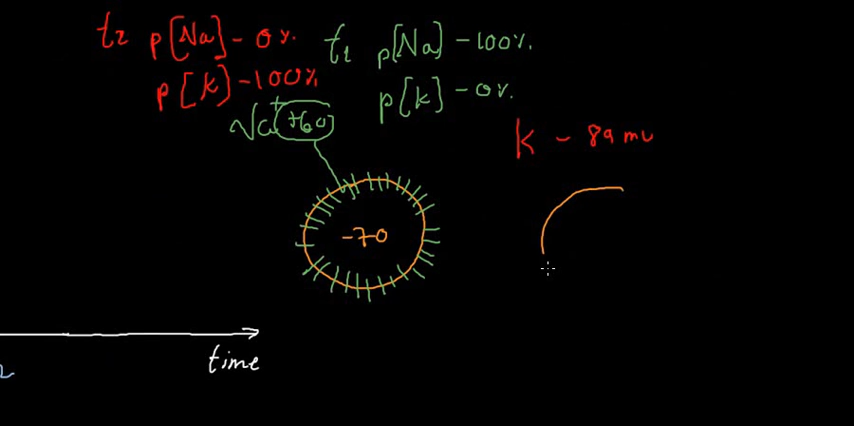 t2 p[Na] - 0%.
p[k] - 100%
t1 p[Na] - 100%.
p[k] - 0%.
Na+ +60
K - 89 mv
-70
time